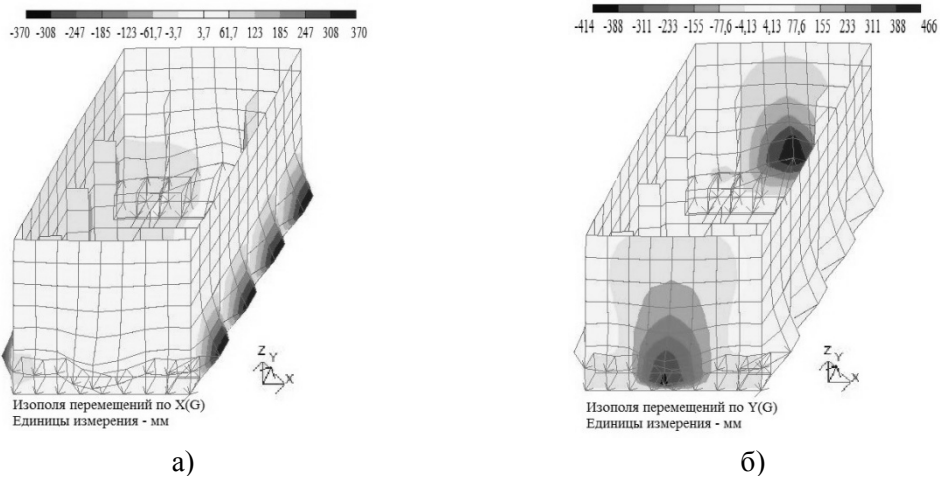 -370 -308 -247 -185 -123 -61,7 -3,7 3,7 61,7 123 185 247 308 370
Z
Y
X
Изополя перемещений по X(G)
Единицы измерения - мм
а)
-414 -388 -311 -233 -155 -77,6 -4,13 4,13 77,6 155 233 311 388 466
Z
Y
X
Изополя перемещений по Y(G)
Единицы измерения - мм
б)